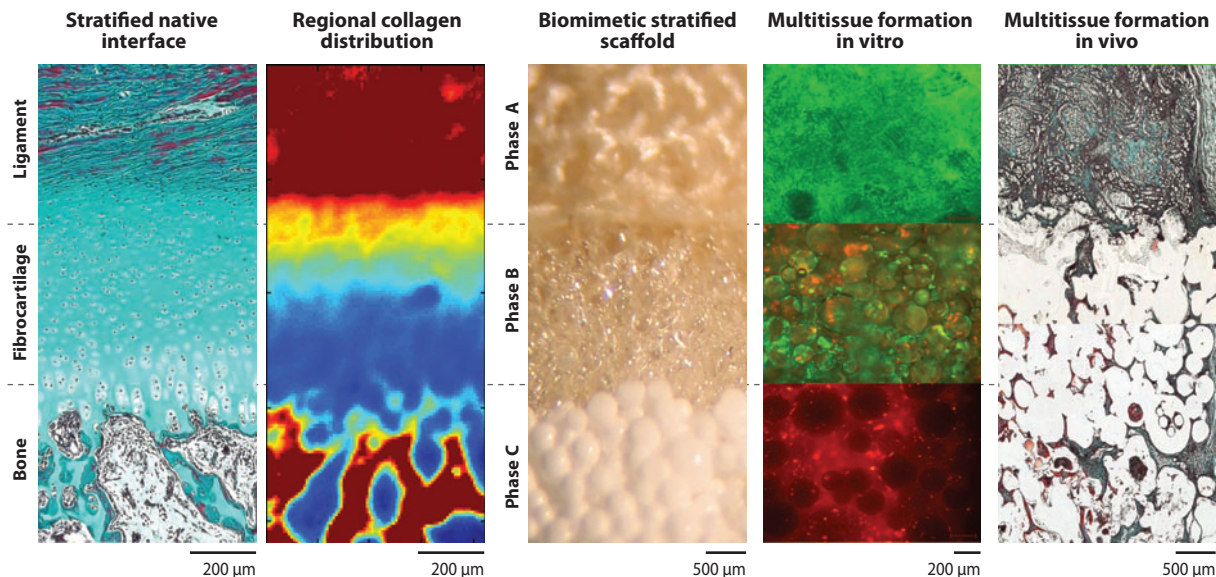 Stratified native
interface
Regional collagen
distribution
Biomimetic stratified
scaffold
Multitissue formation
in vitro
Multitissue formation
in vivo
Ligament
Fibrocartilage
Bone
Phase A
Phase B
Phase C
200 μm
200 μm
500 μm
200 μm
500 μm